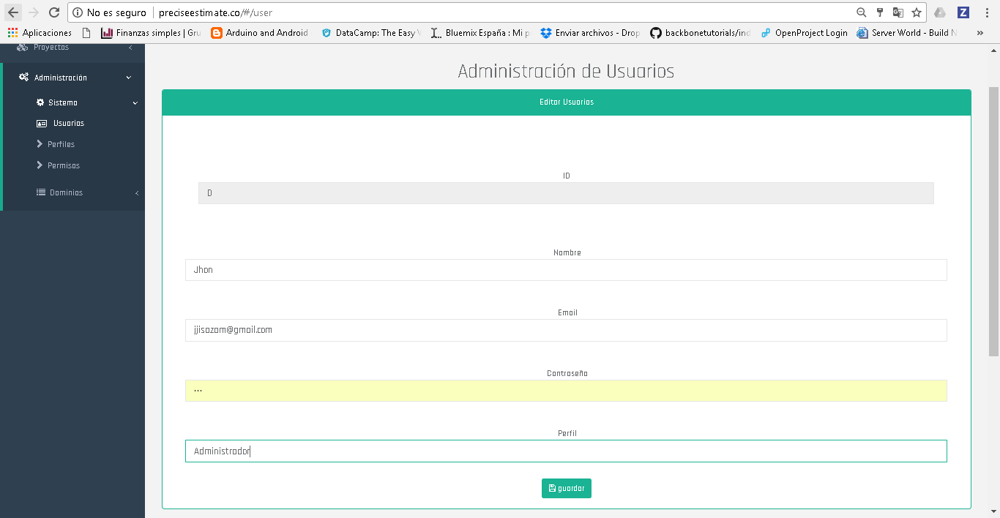 No es seguro | preciseestimate.co/#/user
Aplicaciones Finanzas simples | Gru Arduino and Android DataCamp: The Easy Bluemix España : Mi p Enviar archivos - Drop backbonetutorials/ind OpenProject Login Server World - Build N »
Proyectos
Administración
Sistema
Usuarios
Perfiles
Permisos
Dominios
Administración de Usuarios
Editar Usuarios
ID
0
Nombre
Jhon
Email
jjisazam@gmail.com
Contraseña
...
Perfil
Administrador
guardar